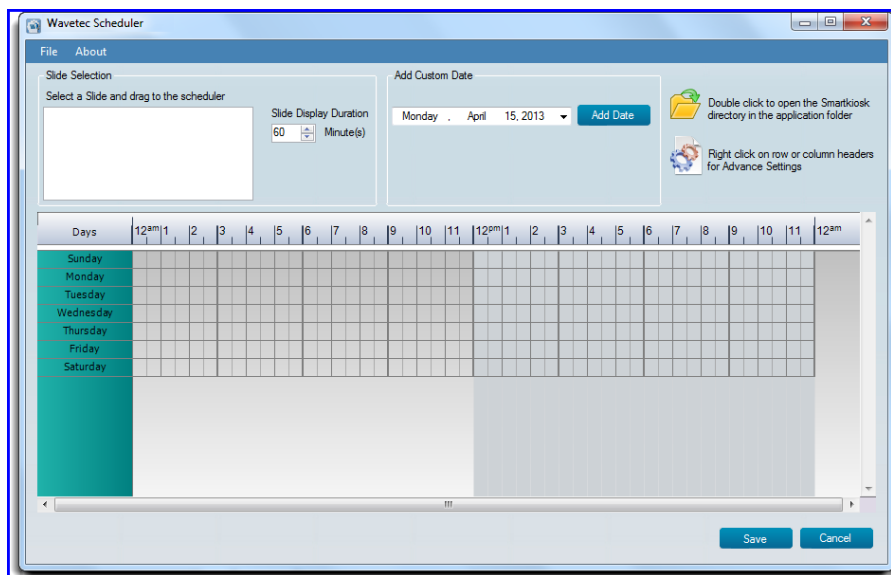 Wavetec Scheduler
File About
Slide Selection
Select a Slide and drag to the scheduler
Slide Display Duration
60 Minute(s)
Add Custom Date
Monday , April 15, 2013 Add Date
Double click to open the Smartkiosk
directory in the application folder
Right click on row or column headers
for Advance Settings
Days 12am 1 2 3 4 5 6 7 8 9 10 11 12pm 1 2 3 4 5 6 7 8 9 10 11 12am
Sunday
Monday
Tuesday
Wednesday
Thursday
Friday
Saturday
Save Cancel